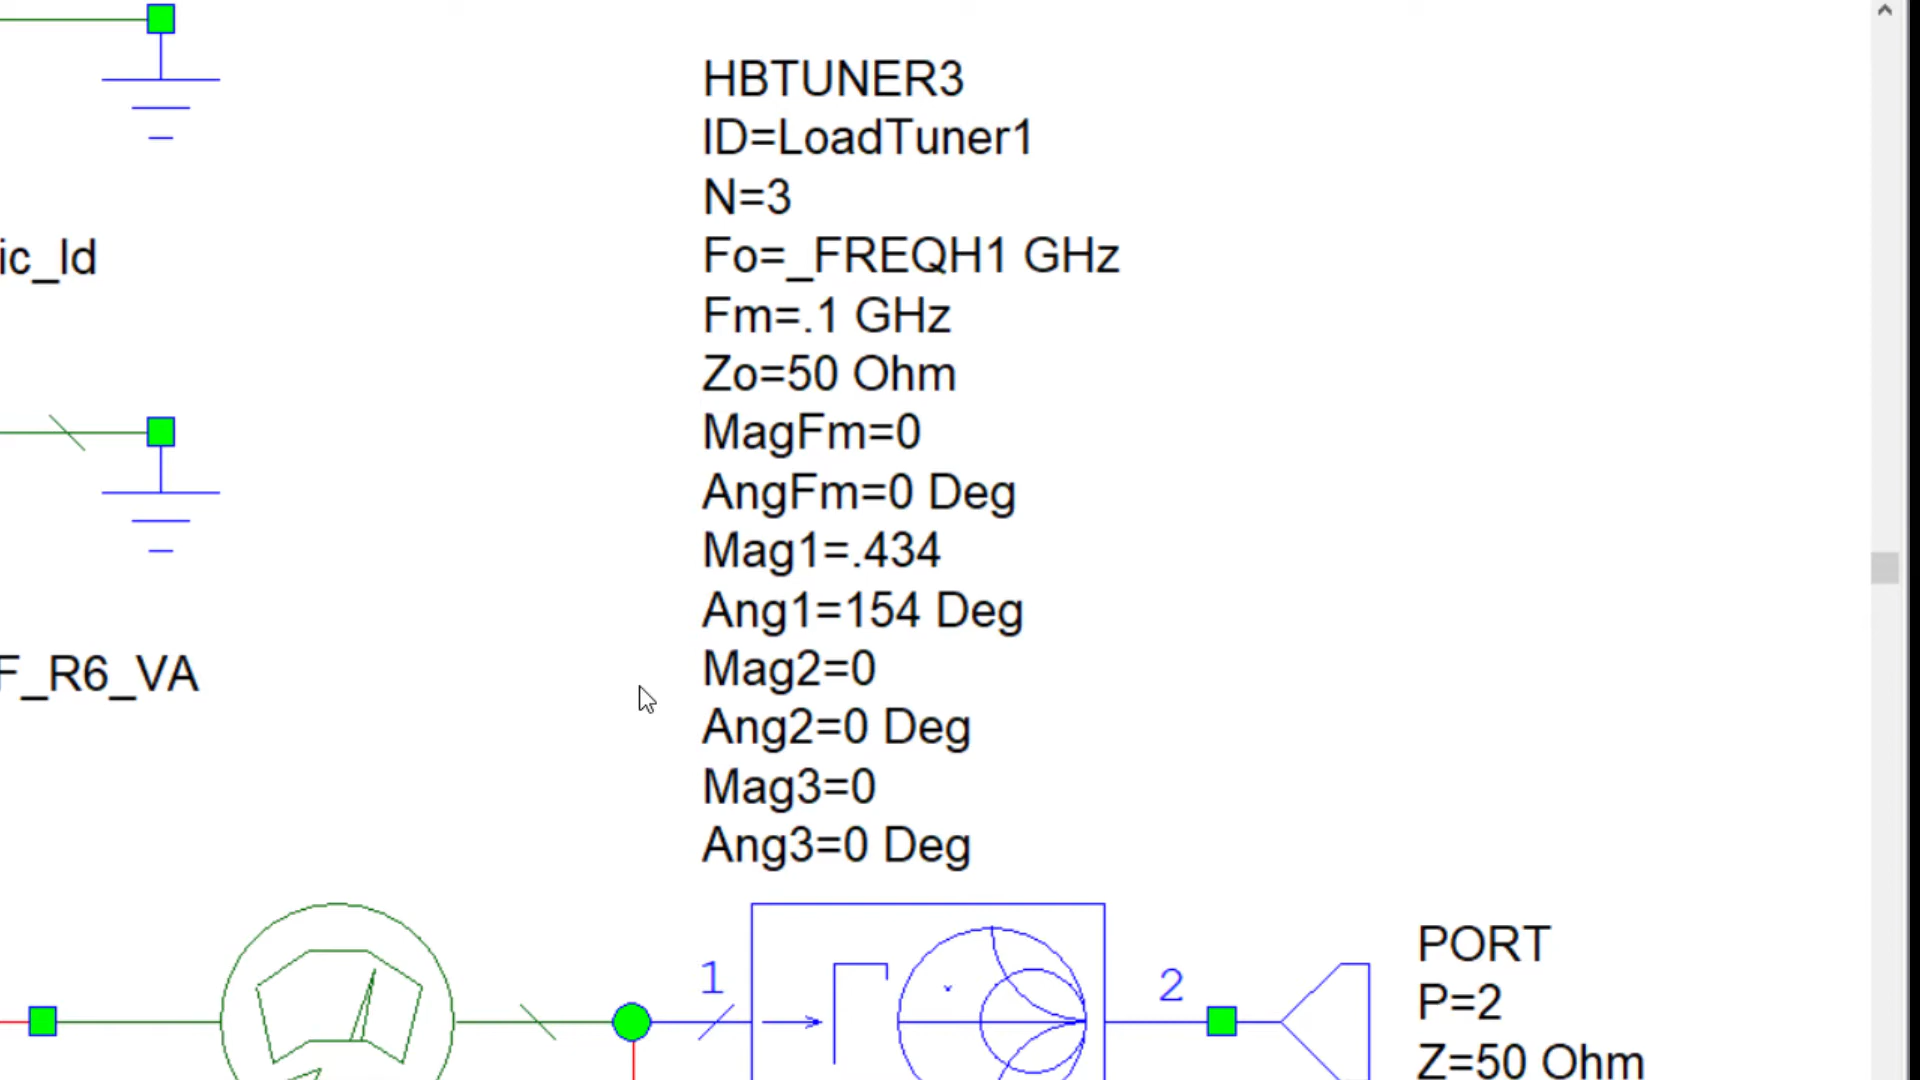 HBTUNER3
ID=LoadTuner1
N=3
Fo=_FREQH1 GHz
Fm=.1 GHz
Zo=50 Ohm
MagFm=0
AngFm=0 Deg
Mag1=.434
Ang1=154 Deg
Mag2=0
Ang2=0 Deg
Mag3=0
Ang3=0 Deg
ic_Id
F_R6_VA
1
2
PORT
P=2
Z=50 Ohm